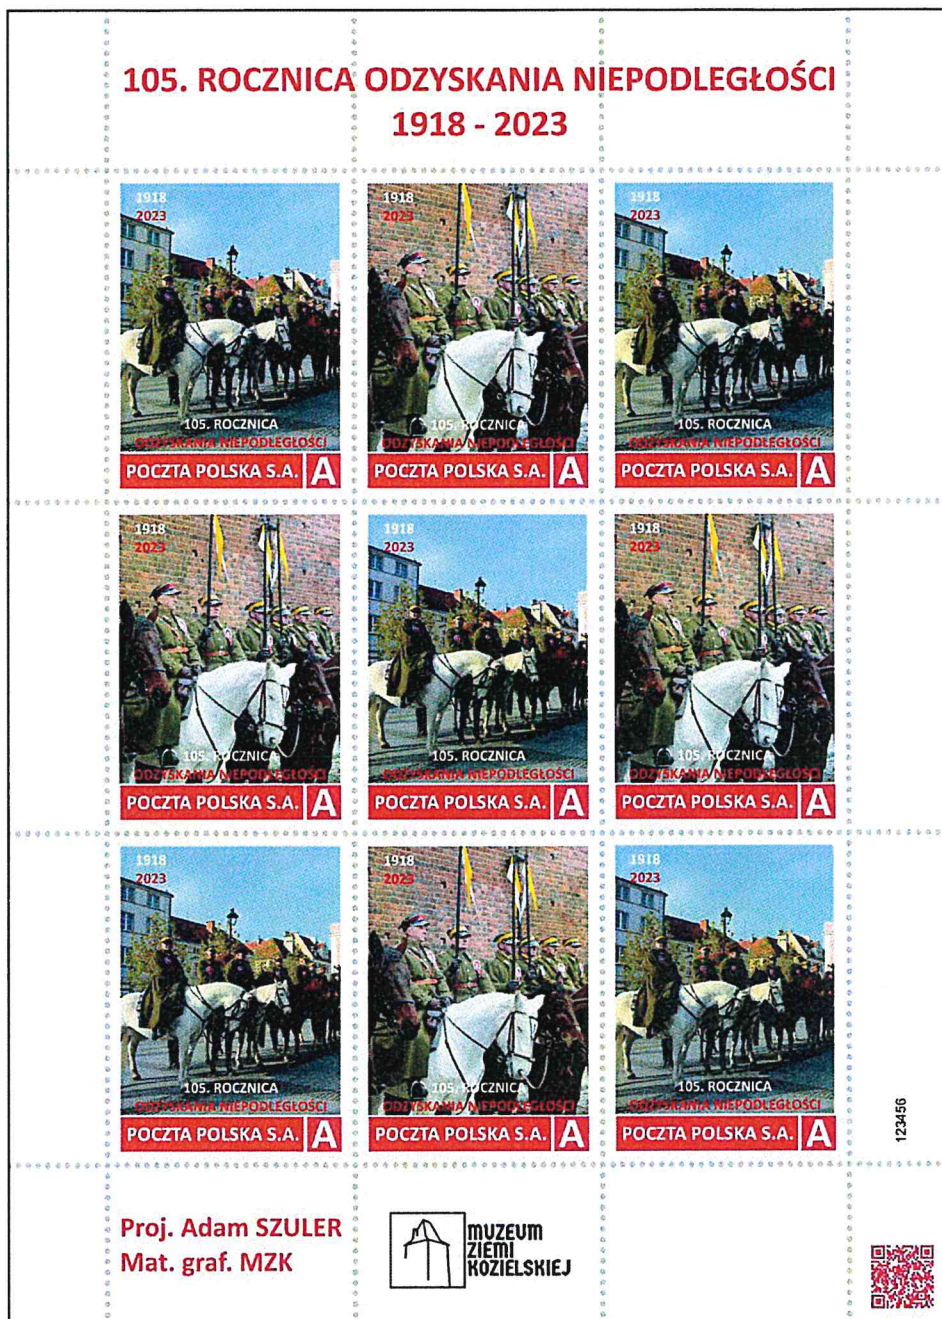 105. ROCZNICA ODZYSKANIA NIEPODLEGŁOŚCI
1918 - 2023
1918
2023
105. ROCZNICA
ODZYSKANIA NIEPODLEGŁOŚCI
POCZTA POLSKA S.A. A
1918
2023
105. ROCZNICA
ODZYSKANIA NIEPODLEGŁOŚCI
POCZTA POLSKA S.A. A
1918
2023
105. ROCZNICA
ODZYSKANIA NIEPODLEGŁOŚCI
POCZTA POLSKA S.A. A
1918
2023
105. ROCZNICA
ODZYSKANIA NIEPODLEGŁOŚCI
POCZTA POLSKA S.A. A
1918
2023
105. ROCZNICA
ODZYSKANIA NIEPODLEGŁOŚCI
POCZTA POLSKA S.A. A
1918
2023
105. ROCZNICA
ODZYSKANIA NIEPODLEGŁOŚCI
POCZTA POLSKA S.A. A
1918
2023
105. ROCZNICA
ODZYSKANIA NIEPODLEGŁOŚCI
POCZTA POLSKA S.A. A
1918
2023
105. ROCZNICA
ODZYSKANIA NIEPODLEGŁOŚCI
POCZTA POLSKA S.A. A
1918
2023
105. ROCZNICA
ODZYSKANIA NIEPODLEGŁOŚCI
POCZTA POLSKA S.A. A
123456
Proj. Adam SZULER
Mat. graf. MZK
MUZEUM
ZIEMI
KOZIELSKIEJ